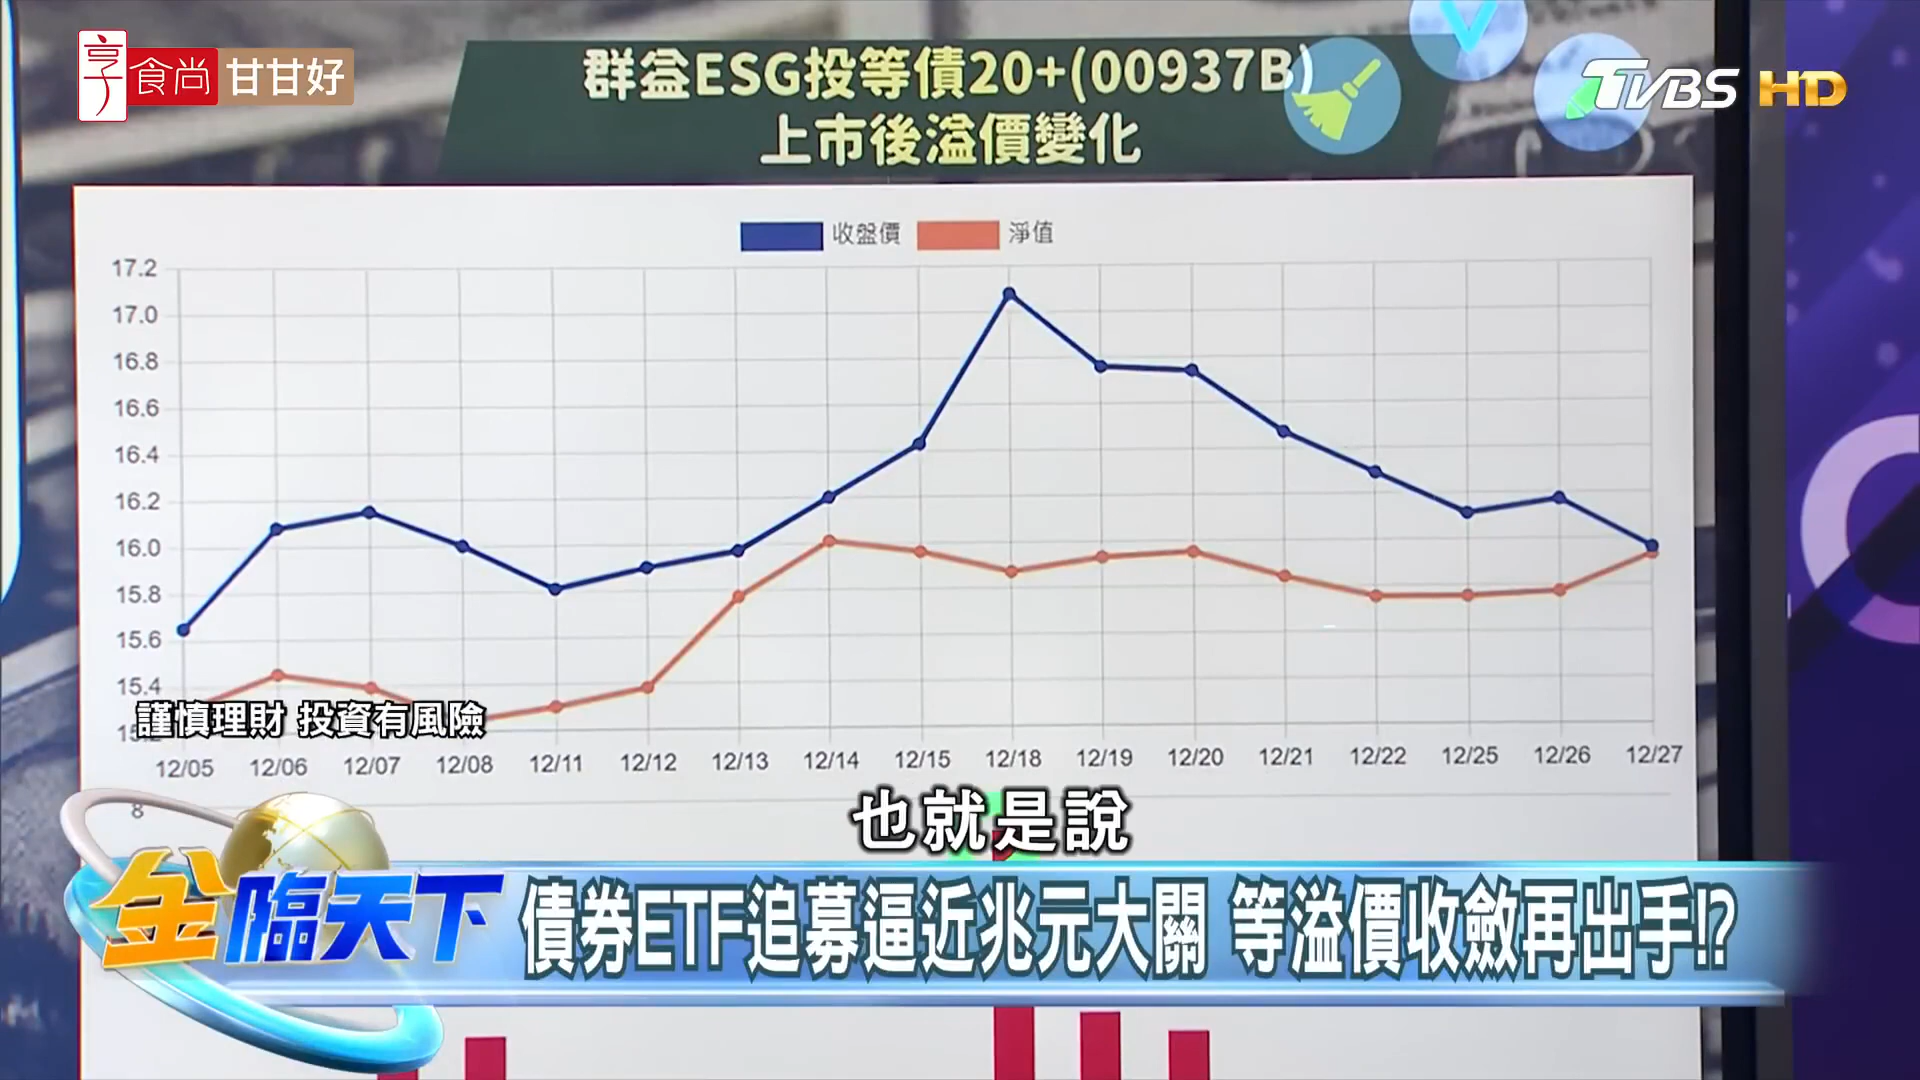 享
食尚 甘甘好
群益ESG投等債20+(00937B)
上市後溢價變化
TVBS HD
收盤價 淨值
17.2
17.0
16.8
16.6
16.4
16.2
16.0
15.8
15.6
15.4
15.2
謹慎理財 投資有風險
12/05 12/06 12/07 12/08 12/11 12/12 12/13 12/14 12/15 12/18 12/19 12/20 12/21 12/22 12/25 12/26 12/27
8
也就是說
金臨天下
債券ETF追募逼近兆元大關 等溢價收斂再出手!?